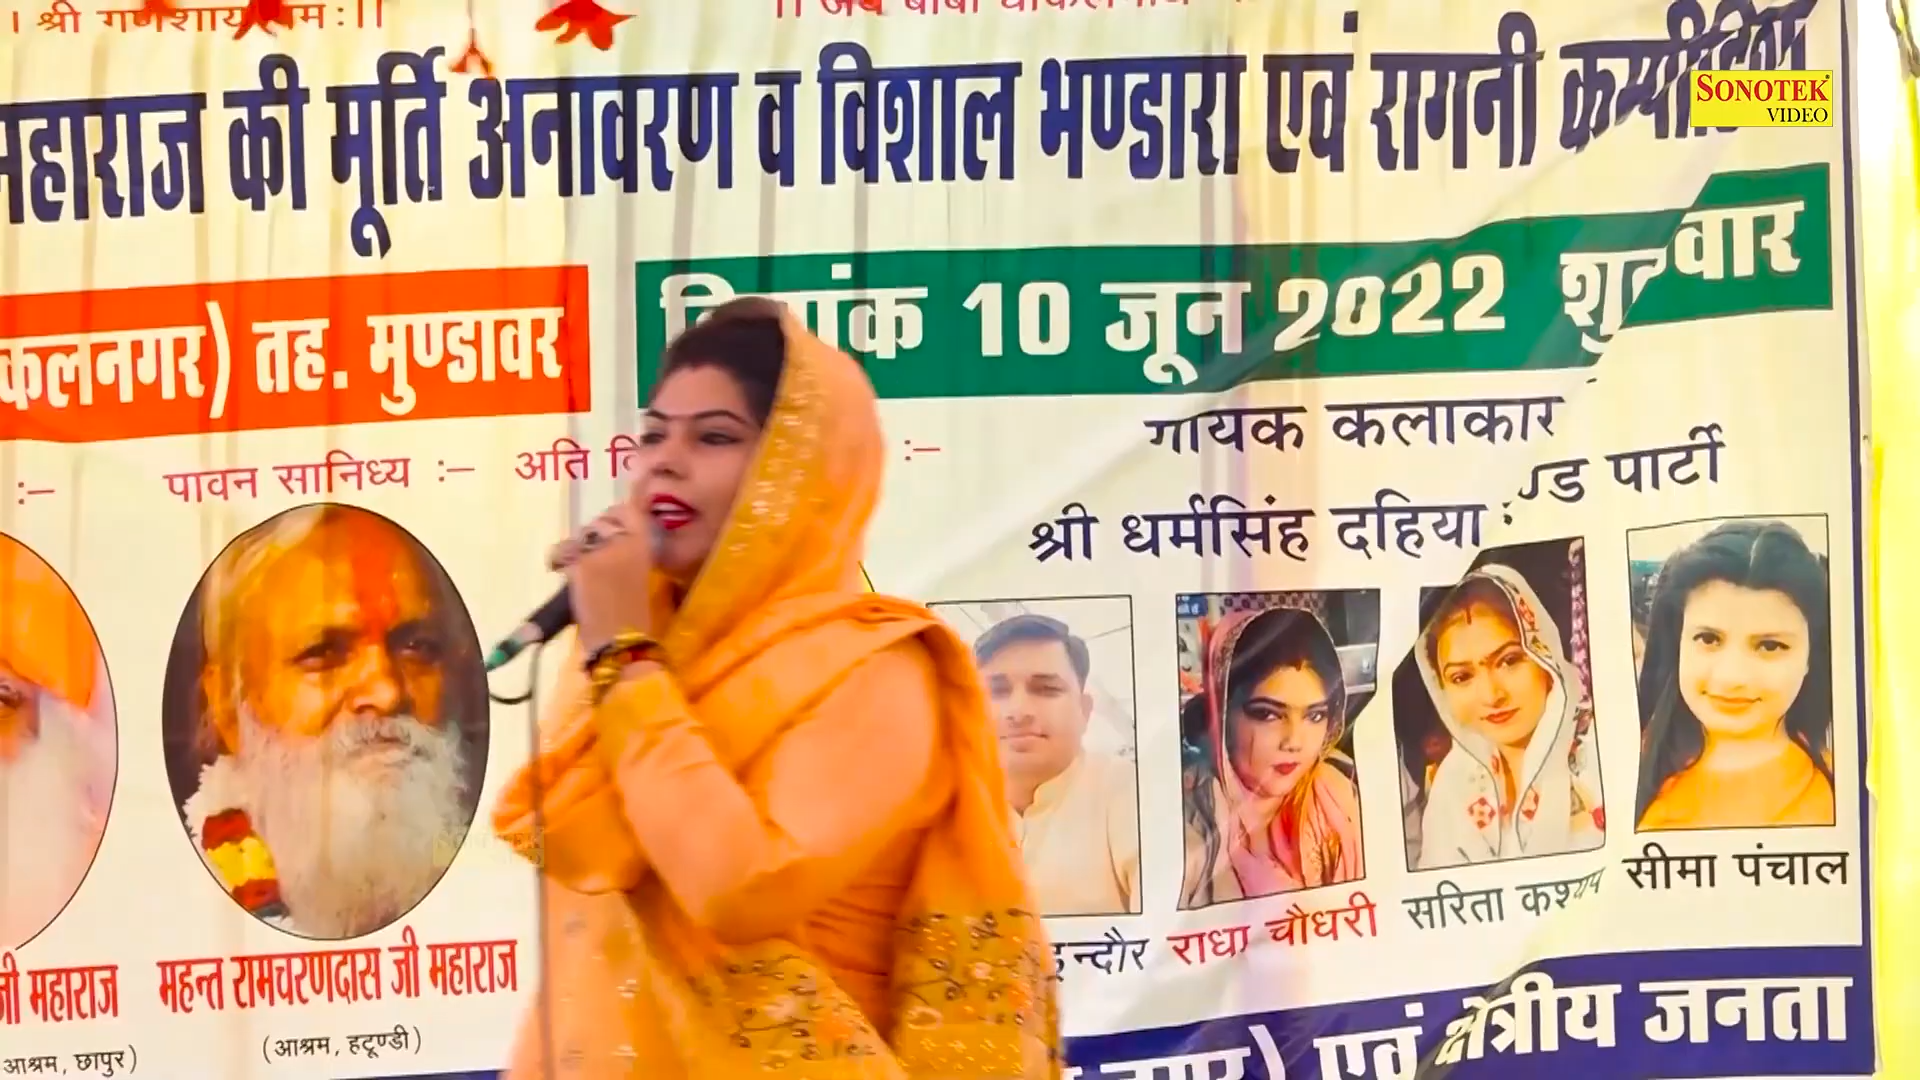 । श्री गणेशाय नमः।।
महाराज की मूर्ति अनावरण व विशाल भण्डारा एवं रागनी
SONOTEK
VIDEO
कलनगर) तह. मुण्डावर
10 जून 2022
पावन सानिध्य :– अति :–
गायक कलाकार
श्री धर्मसिंह दहिया पार्टी
इन्दौर राधा चौधरी सरिता कश्यप सीमा पंचाल
जी महाराज महन्त रामचरणदास जी महाराज
आश्रम, छापुर) (आश्रम, हटूण्डी)
एवं क्षेत्रीय जनता